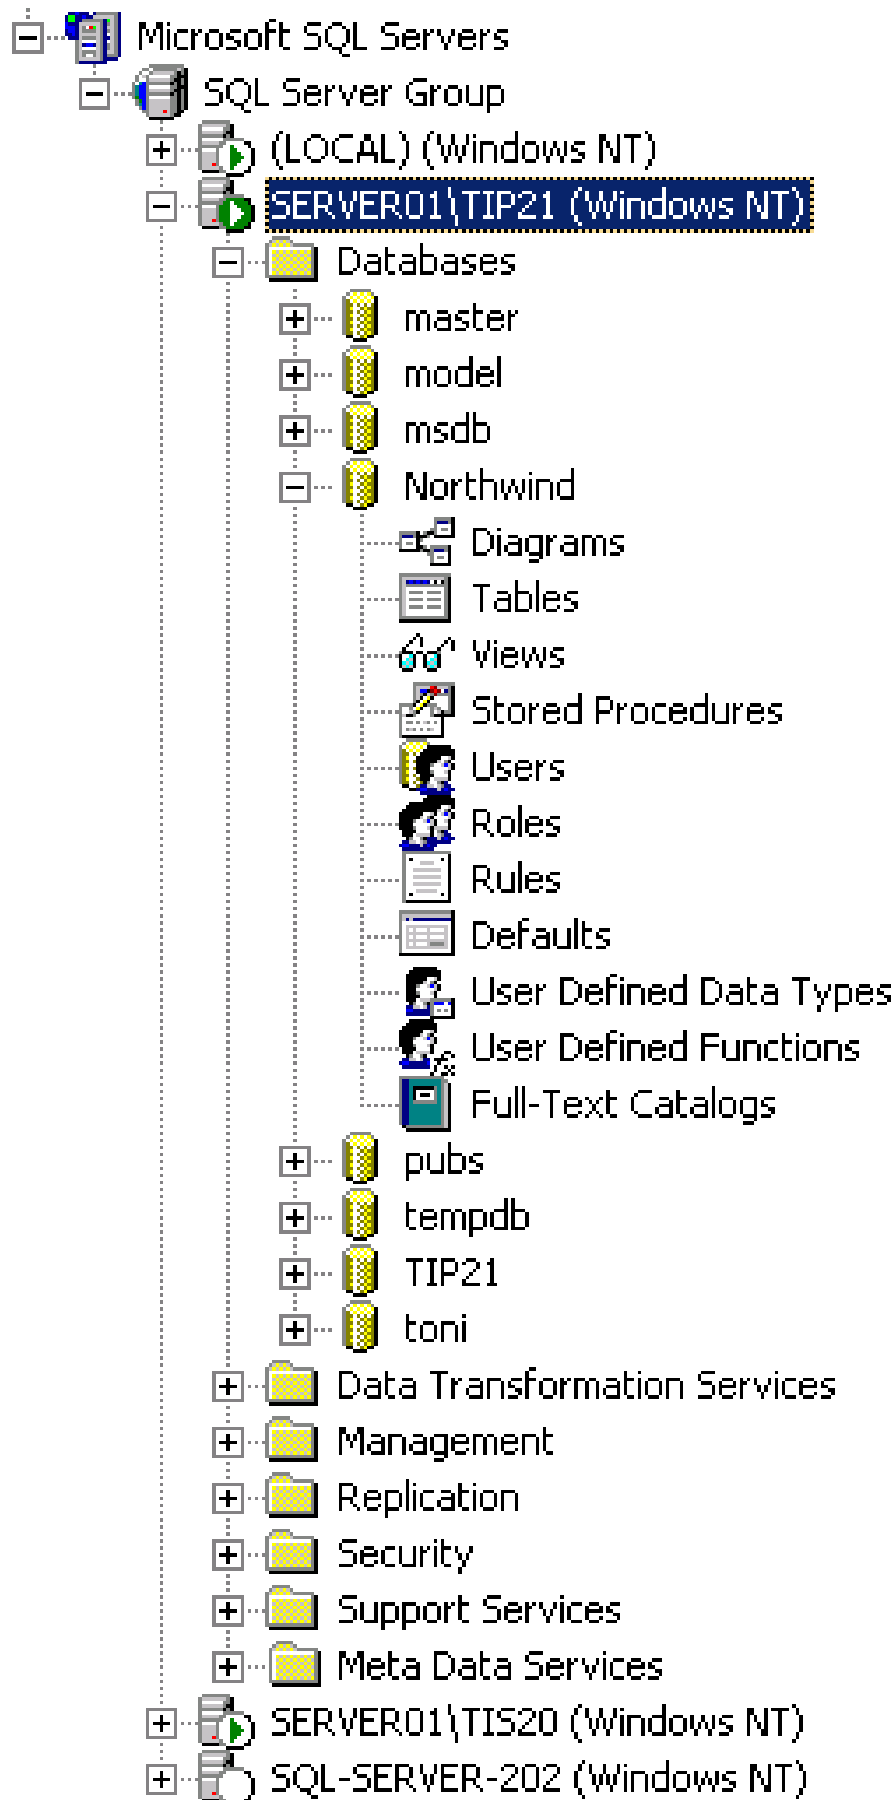 Microsoft SQL Servers
SQL Server Group
(LOCAL) (Windows NT)
SERVER01\TIP21 (Windows NT)
Databases
master
model
msdb
Northwind
Diagrams
Tables
Views
Stored Procedures
Users
Roles
Rules
Defaults
User Defined Data Types
User Defined Functions
Full-Text Catalogs
pubs
tempdb
TIP21
toni
Data Transformation Services
Management
Replication
Security
Support Services
Meta Data Services
SERVER01\TIS20 (Windows NT)
SQL-SERVER-202 (Windows NT)